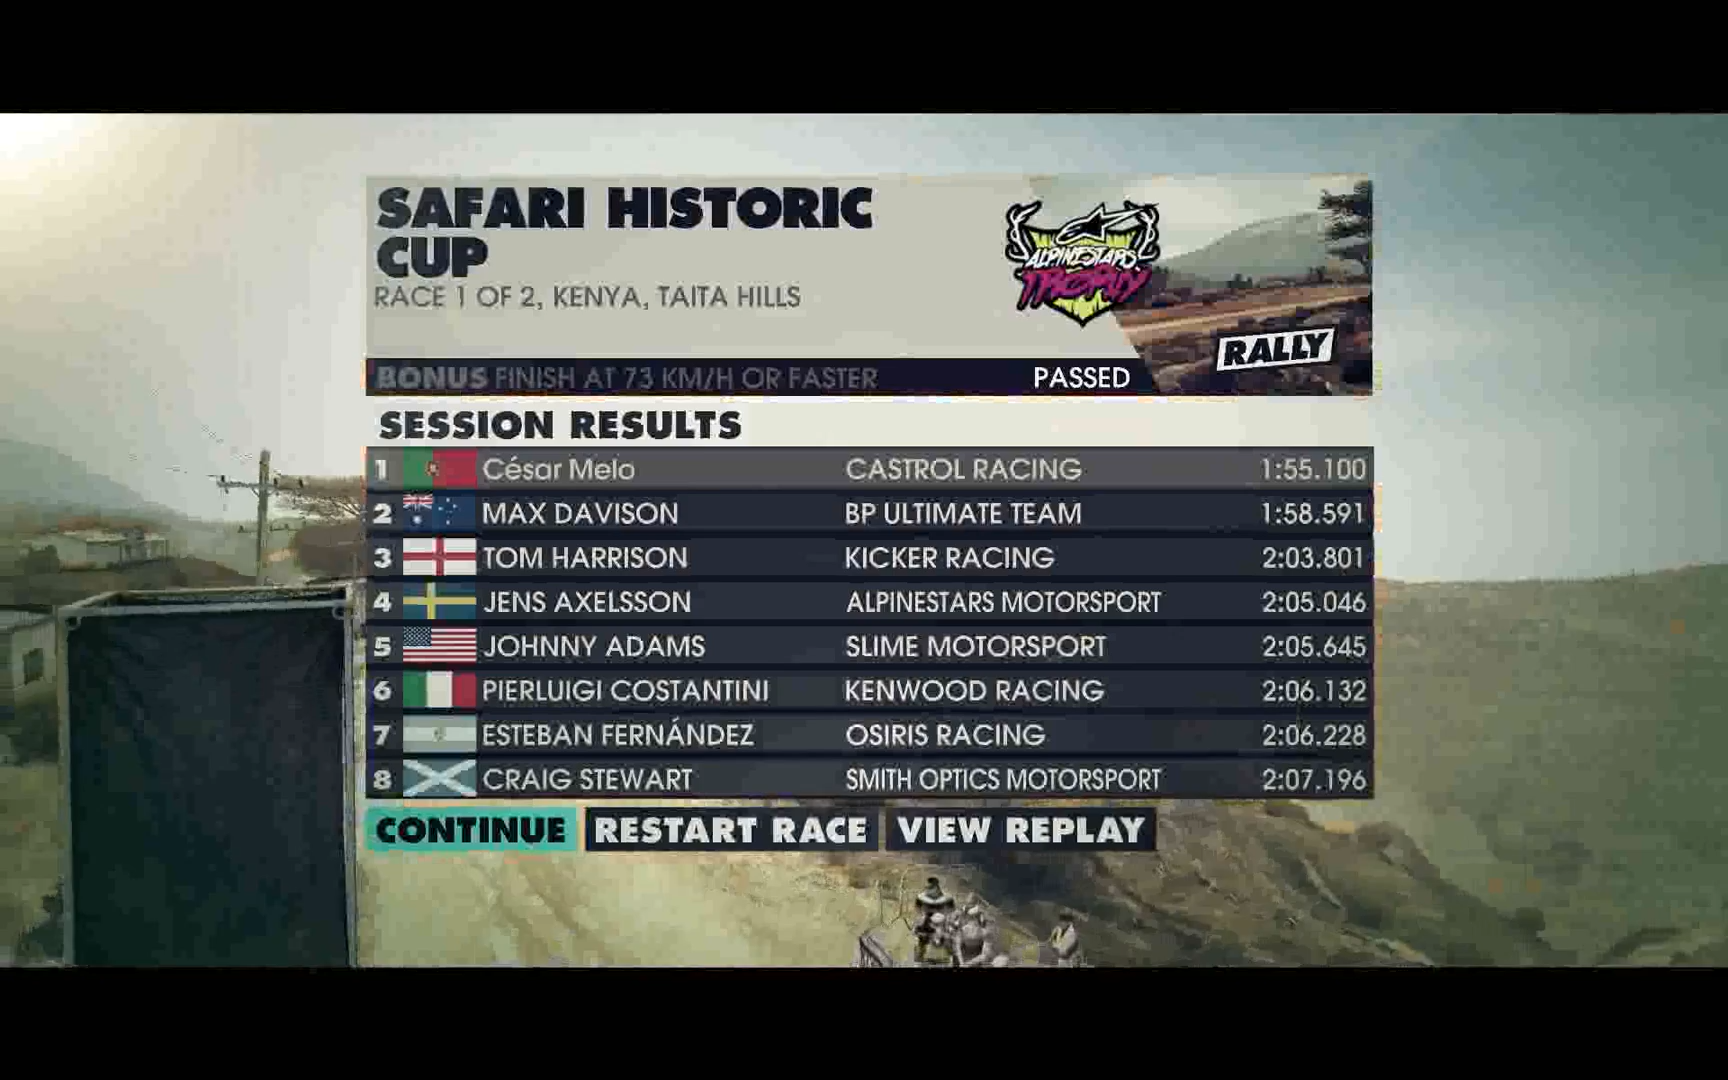 SAFARI HISTORIC
CUP
RACE 1 OF 2, KENYA, TAITA HILLS
ALPINESTARS
TROPHY
RALLY
BONUS FINISH AT 73 KM/H OR FASTER PASSED
SESSION RESULTS
1 César Melo CASTROL RACING 1:55.100
2 MAX DAVISON BP ULTIMATE TEAM 1:58.591
3 TOM HARRISON KICKER RACING 2:03.801
4 JENS AXELSSON ALPINESTARS MOTORSPORT 2:05.046
5 JOHNNY ADAMS SLIME MOTORSPORT 2:05.645
6 PIERLUIGI COSTANTINI KENWOOD RACING 2:06.132
7 ESTEBAN FERNÁNDEZ OSIRIS RACING 2:06.228
8 CRAIG STEWART SMITH OPTICS MOTORSPORT 2:07.196
CONTINUE RESTART RACE VIEW REPLAY